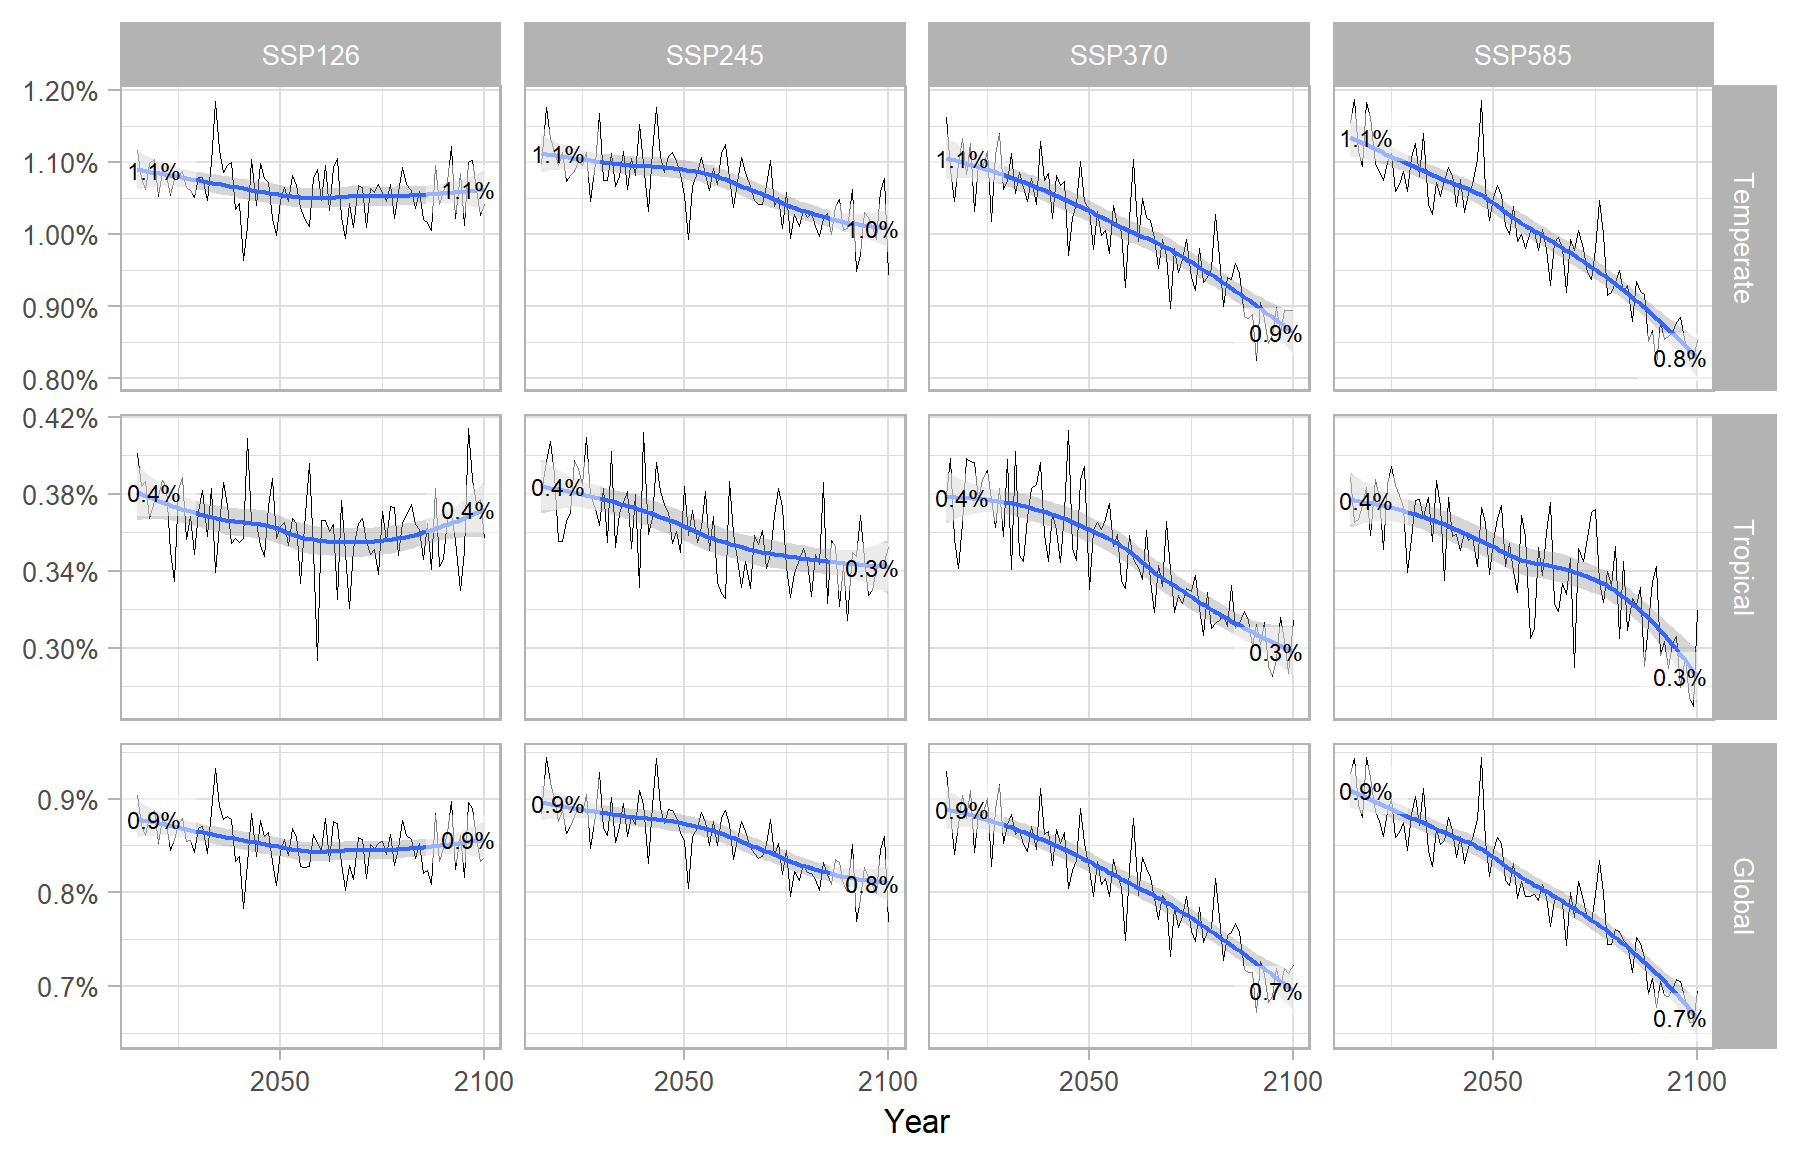 SSP126 SSP245 SSP370 SSP585
1.20%
1.10%
1.00%
0.90%
0.80%
1.1% 1.1% 1.1% 1.0% 1.1% 0.9% 1.1% 0.8%
Temperate
0.42%
0.38%
0.34%
0.30%
0.4% 0.4% 0.4% 0.3% 0.4% 0.3% 0.4% 0.3%
Tropical
0.9%
0.8%
0.7%
0.9% 0.9% 0.9% 0.8% 0.9% 0.7% 0.9% 0.7%
Global
2050 2100 2050 2100 2050 2100 2050 2100
Year